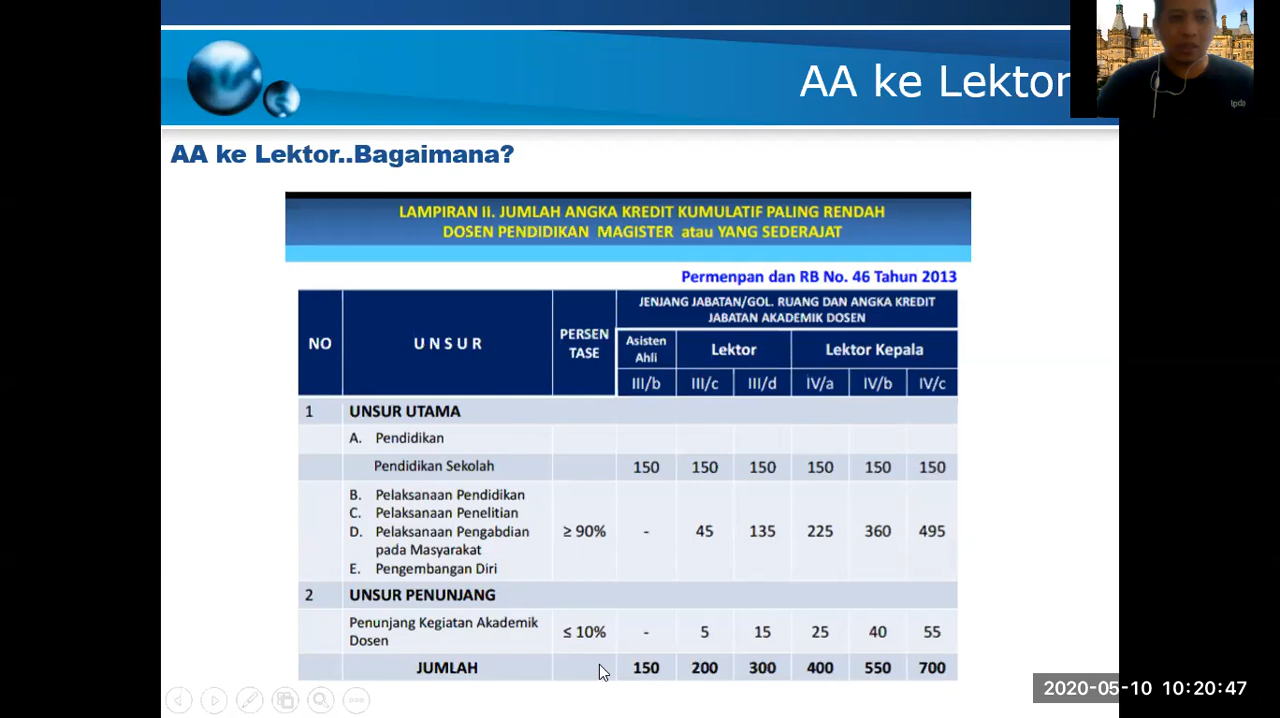 AA ke Lektor
lpdp
AA ke Lektor..Bagaimana?
LAMPIRAN II. JUMLAH ANGKA KREDIT KUMULATIF PALING RENDAH
DOSEN PENDIDIKAN MAGISTER atau YANG SEDERAJAT
Permenpan dan RB No. 46 Tahun 2013
NO
U N S U R
PERSEN
TASE
JENJANG JABATAN/GOL. RUANG DAN ANGKA KREDIT
JABATAN AKADEMIK DOSEN
Asisten
Ahli
Lektor
Lektor Kepala
III/b III/c III/d IV/a IV/b IV/c
1 UNSUR UTAMA
A. Pendidikan
Pendidikan Sekolah 150 150 150 150 150 150
B. Pelaksanaan Pendidikan
C. Pelaksanaan Penelitian
D. Pelaksanaan Pengabdian
pada Masyarakat
E. Pengembangan Diri
≥ 90% - 45 135 225 360 495
2 UNSUR PENUNJANG
Penunjang Kegiatan Akademik
Dosen
≤ 10% - 5 15 25 40 55
JUMLAH 150 200 300 400 550 700
2020-05-10 10:20:47